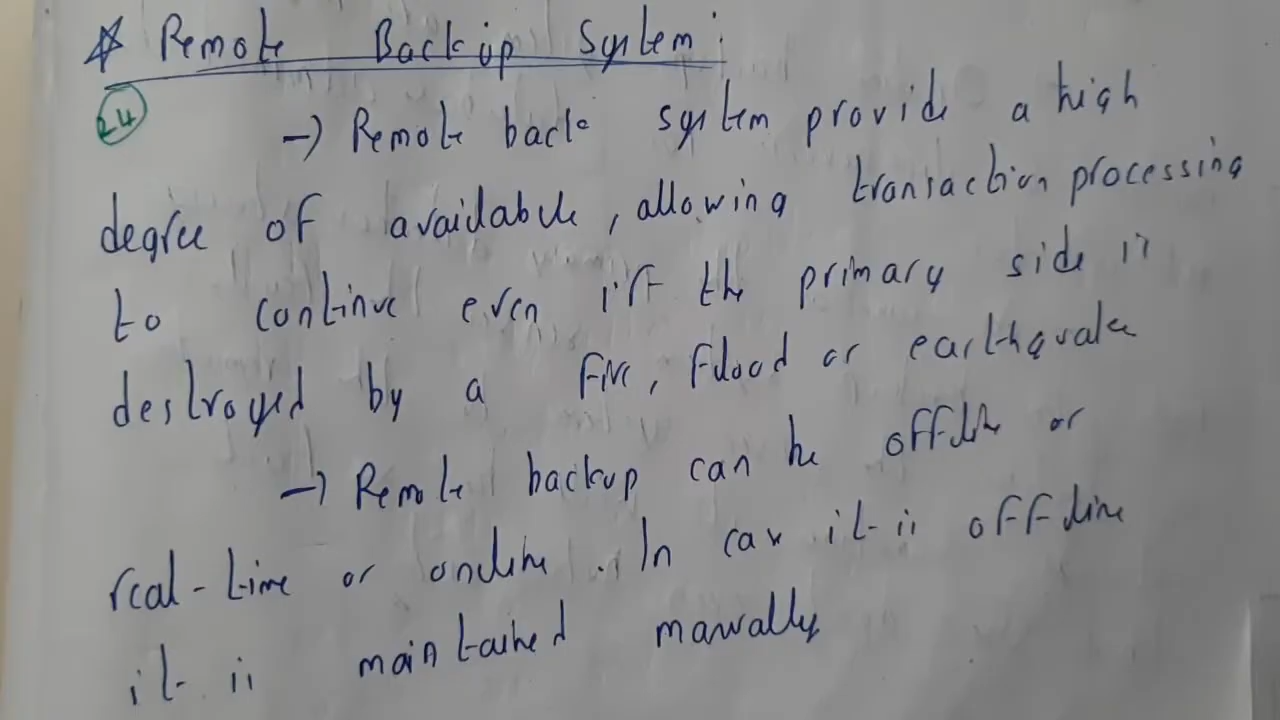 * Remote Backup System:
24
→ Remote back system provide a high
degree of availabile, allowing transaction processing
to continue even if the primary side is
destroyed by a fire, Flood or earthquake
→ Remote backup can be offline or
real-time or online. In case it is offline
it is maintained manually